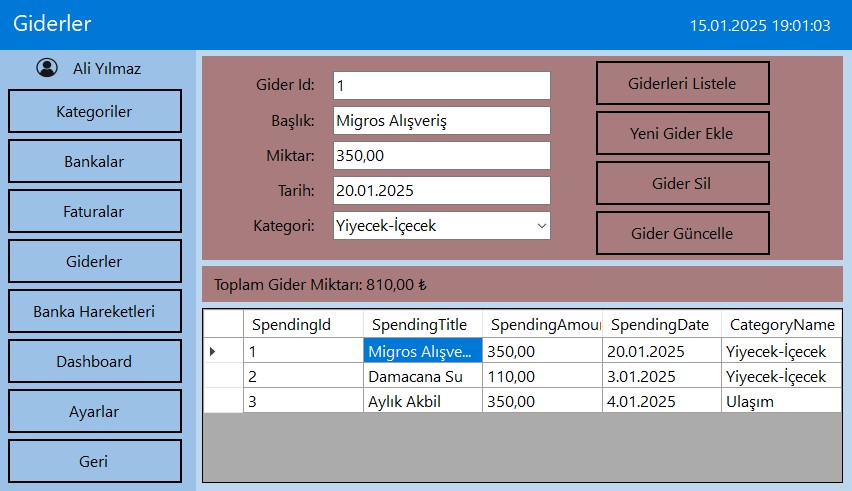 Giderler
15.01.2025 19:01:03
Ali Yılmaz
Kategoriler
Bankalar
Faturalar
Giderler
Banka Hareketleri
Dashboard
Ayarlar
Geri
Gider Id: 1
Başlık: Migros Alışveriş
Miktar: 350,00
Tarih: 20.01.2025
Kategori: Yiyecek-İçecek
Giderleri Listele
Yeni Gider Ekle
Gider Sil
Gider Güncelle
Toplam Gider Miktarı: 810,00 ₺
SpendingId SpendingTitle SpendingAmour SpendingDate CategoryName
1 Migros Alışve... 350,00 20.01.2025 Yiyecek-İçecek
2 Damacana Su 110,00 3.01.2025 Yiyecek-İçecek
3 Aylık Akbil 350,00 4.01.2025 Ulaşım